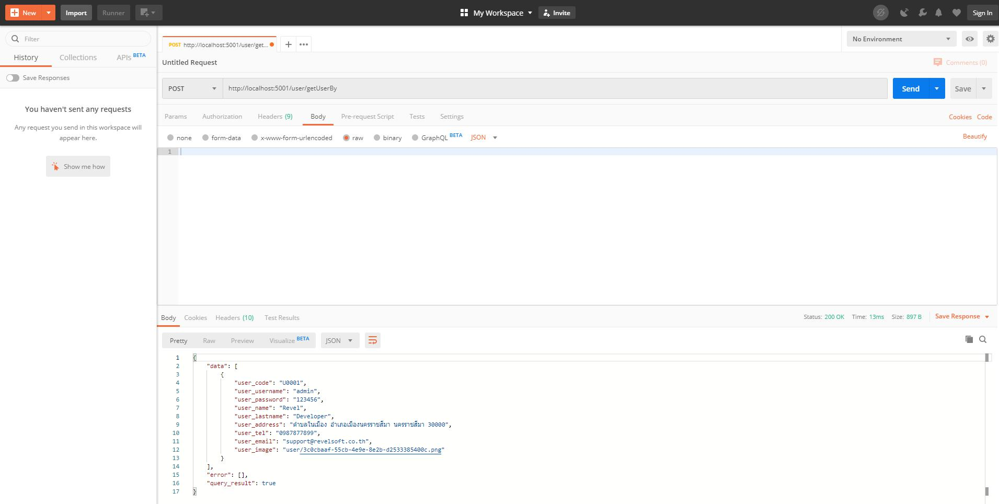 New
Import
Runner
My Workspace
Invite
Sign In
Filter
History
Collections
APIs BETA
Save Responses
You haven't sent any requests
Any request you send in this workspace will
appear here.
Show me how
POST http://localhost:5001/user/get...
No Environment
Untitled Request
Comments (0)
POST
http://localhost:5001/user/getUserBy
Send
Save
Params
Authorization
Headers (9)
Body
Pre-request Script
Tests
Settings
Cookies
Code
none
form-data
x-www-form-urlencoded
raw
binary
GraphQL BETA
JSON
Beautify
1
Body
Cookies
Headers (10)
Test Results
Status: 200 OK
Time: 13ms
Size: 897 B
Save Response
Pretty
Raw
Preview
Visualize BETA
JSON
1 {
2 "data": [
3 {
4 "user_code": "U0001",
5 "user_username": "admin",
6 "user_password": "123456",
7 "user_name": "Revel",
8 "user_lastname": "Developer",
9 "user_address": "ตำบลในเมือง อำเภอเมืองนครราชสีมา นครราชสีมา 30000",
10 "user_tel": "0987877899",
11 "user_email": "support@revelsoft.co.th",
12 "user_image": "user/3c0cbaaf-55cb-4e9e-8e2b-d2533385400c.png"
13 }
14 ],
15 "error": [],
16 "query_result": true
17 }